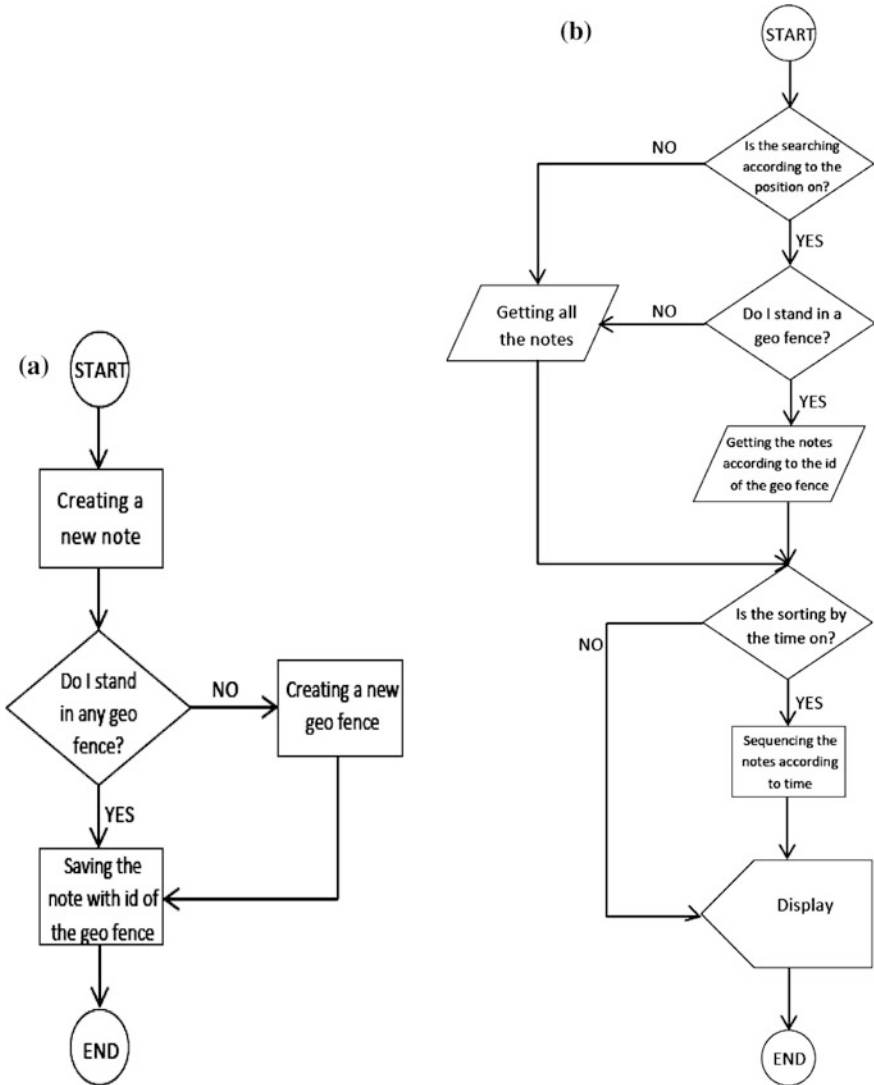 (a)
START
Creating a
new note
Do I stand
in any geo
fence?
NO
Creating a new
geo fence
YES
Saving the
note with id of
the geo fence
END
(b)
START
Is the searching
according to the
position on?
NO
YES
Getting all
the notes
NO
Do I stand in a
geo fence?
YES
Getting the notes
according to the id
of the geo fence
Is the sorting by
the time on?
NO
YES
Sequencing the
notes according
to time
Display
END